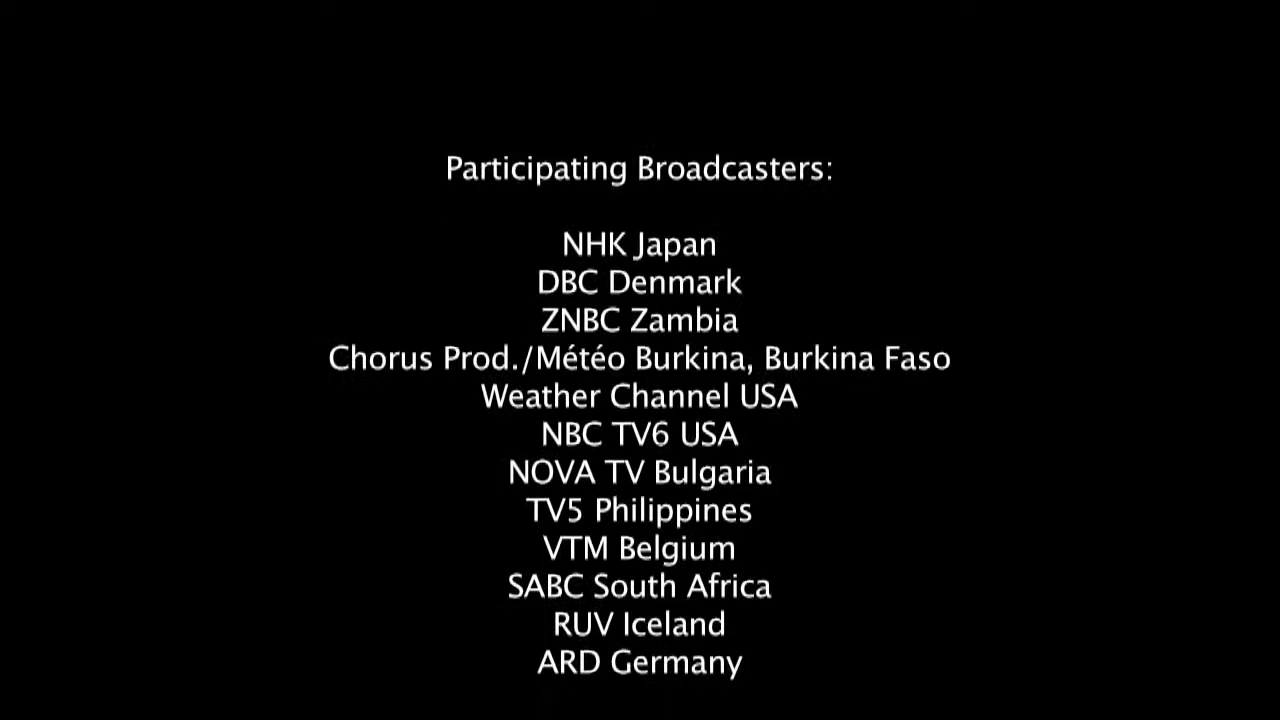 Participating Broadcasters:
NHK Japan
DBC Denmark
ZNBC Zambia
Chorus Prod./Météo Burkina, Burkina Faso
Weather Channel USA
NBC TV6 USA
NOVA TV Bulgaria
TV5 Philippines
VTM Belgium
SABC South Africa
RUV Iceland
ARD Germany